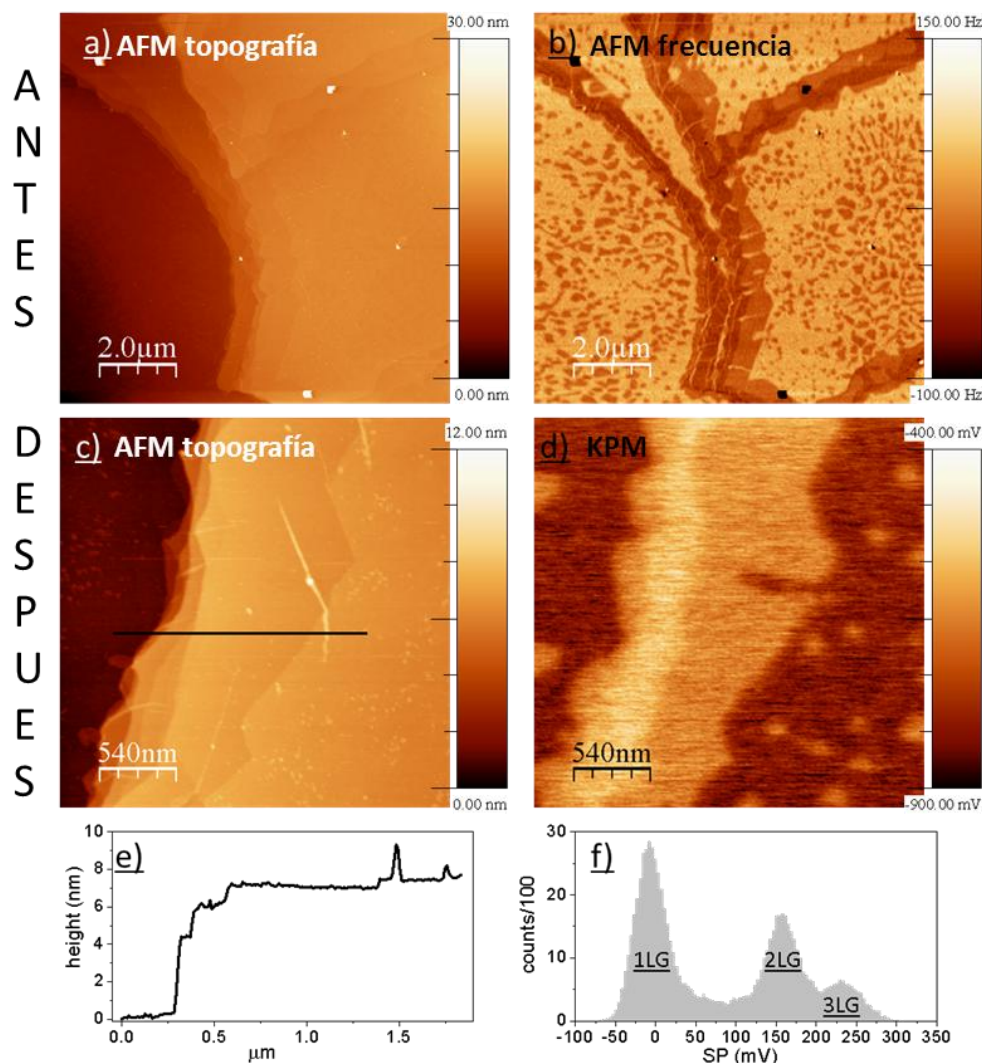 ANTES
a) AFM topografía
30.00 nm
0.00 nm
2.0µm
b) AFM frecuencia
150.00 Hz
-100.00 Hz
2.0µm
DESPUES
c) AFM topografía
12.00 nm
0.00 nm
540nm
d) KPM
-400.00 mV
-900.00 mV
540nm
e)
height (nm)
10
8
6
4
2
0
0.0 0.5 1.0 1.5
µm
f)
counts/100
30
20
10
0
1LG 2LG 3LG
-100 -50 0 50 100 150 200 250 300 350
SP (mV)